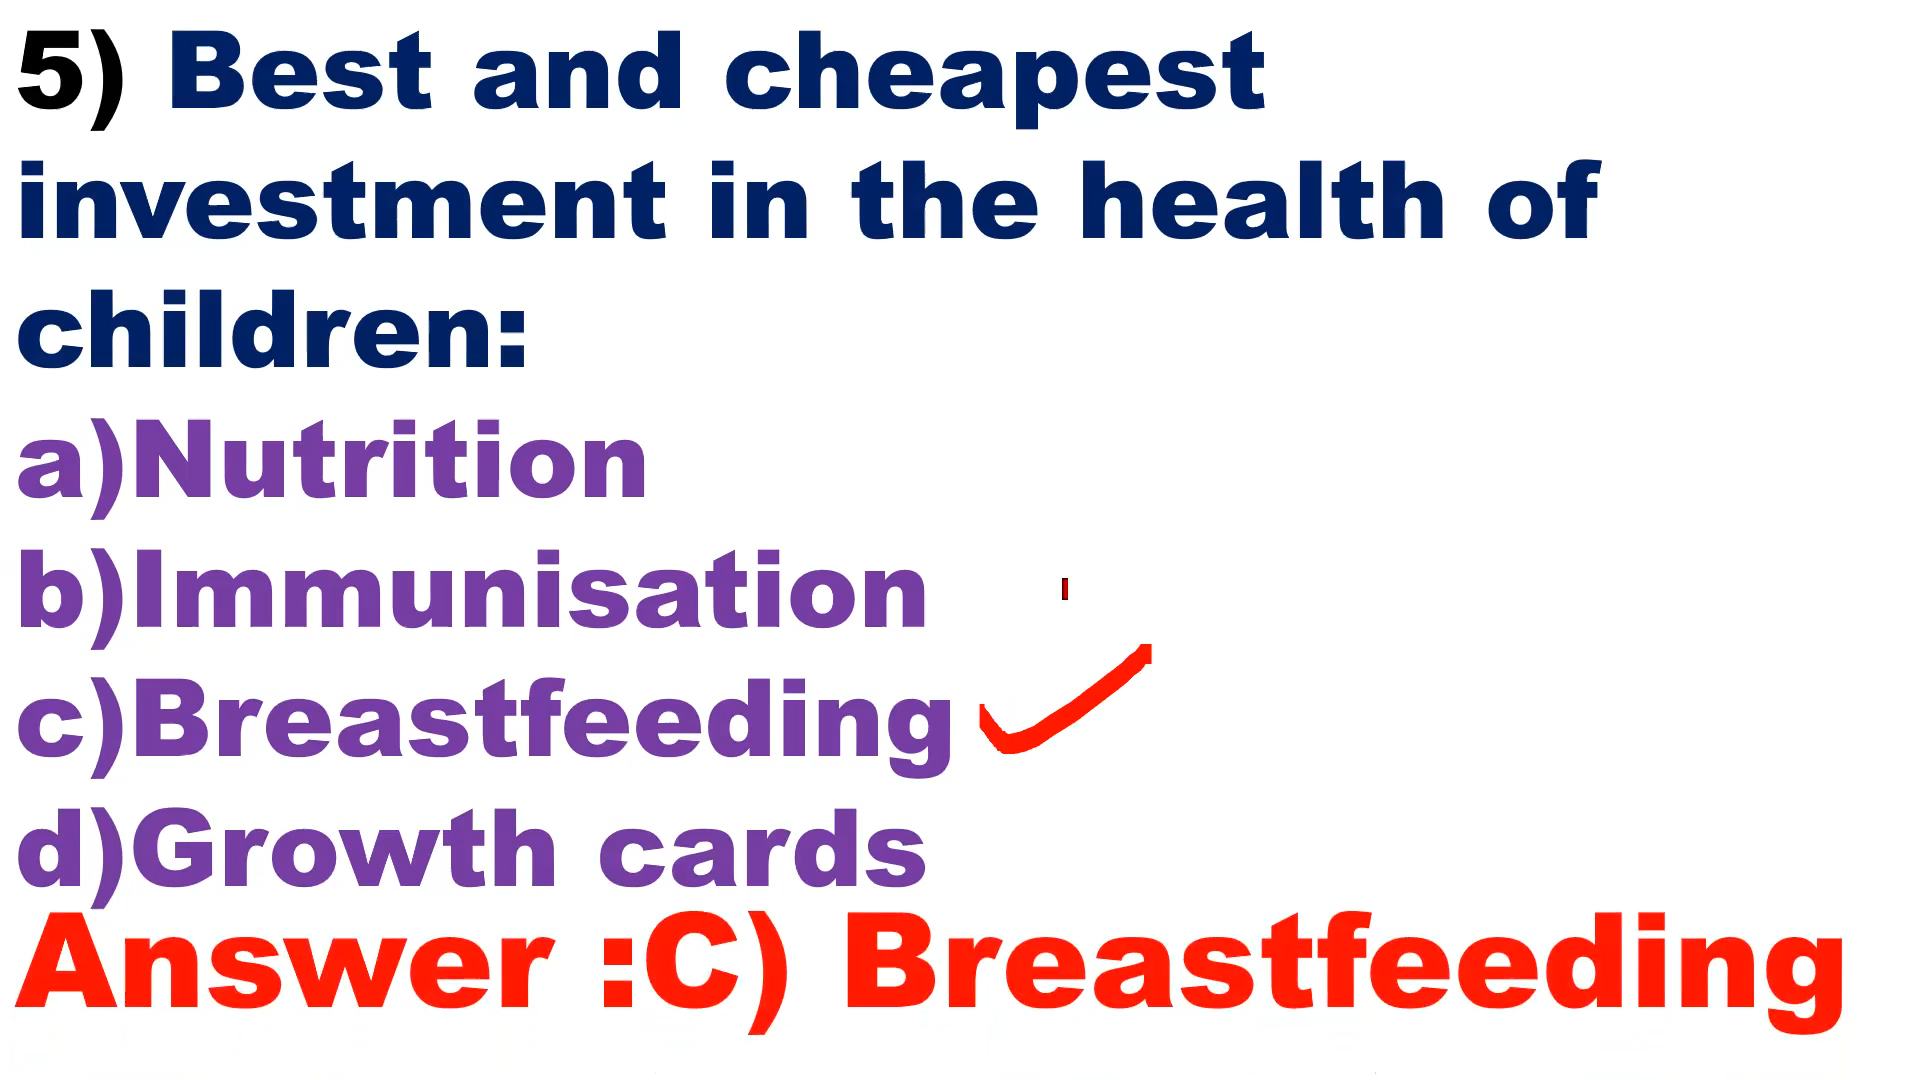 5) Best and cheapest
investment in the health of
children:
a)Nutrition
b)Immunisation
c)Breastfeeding
d)Growth cards
Answer :C) Breastfeeding